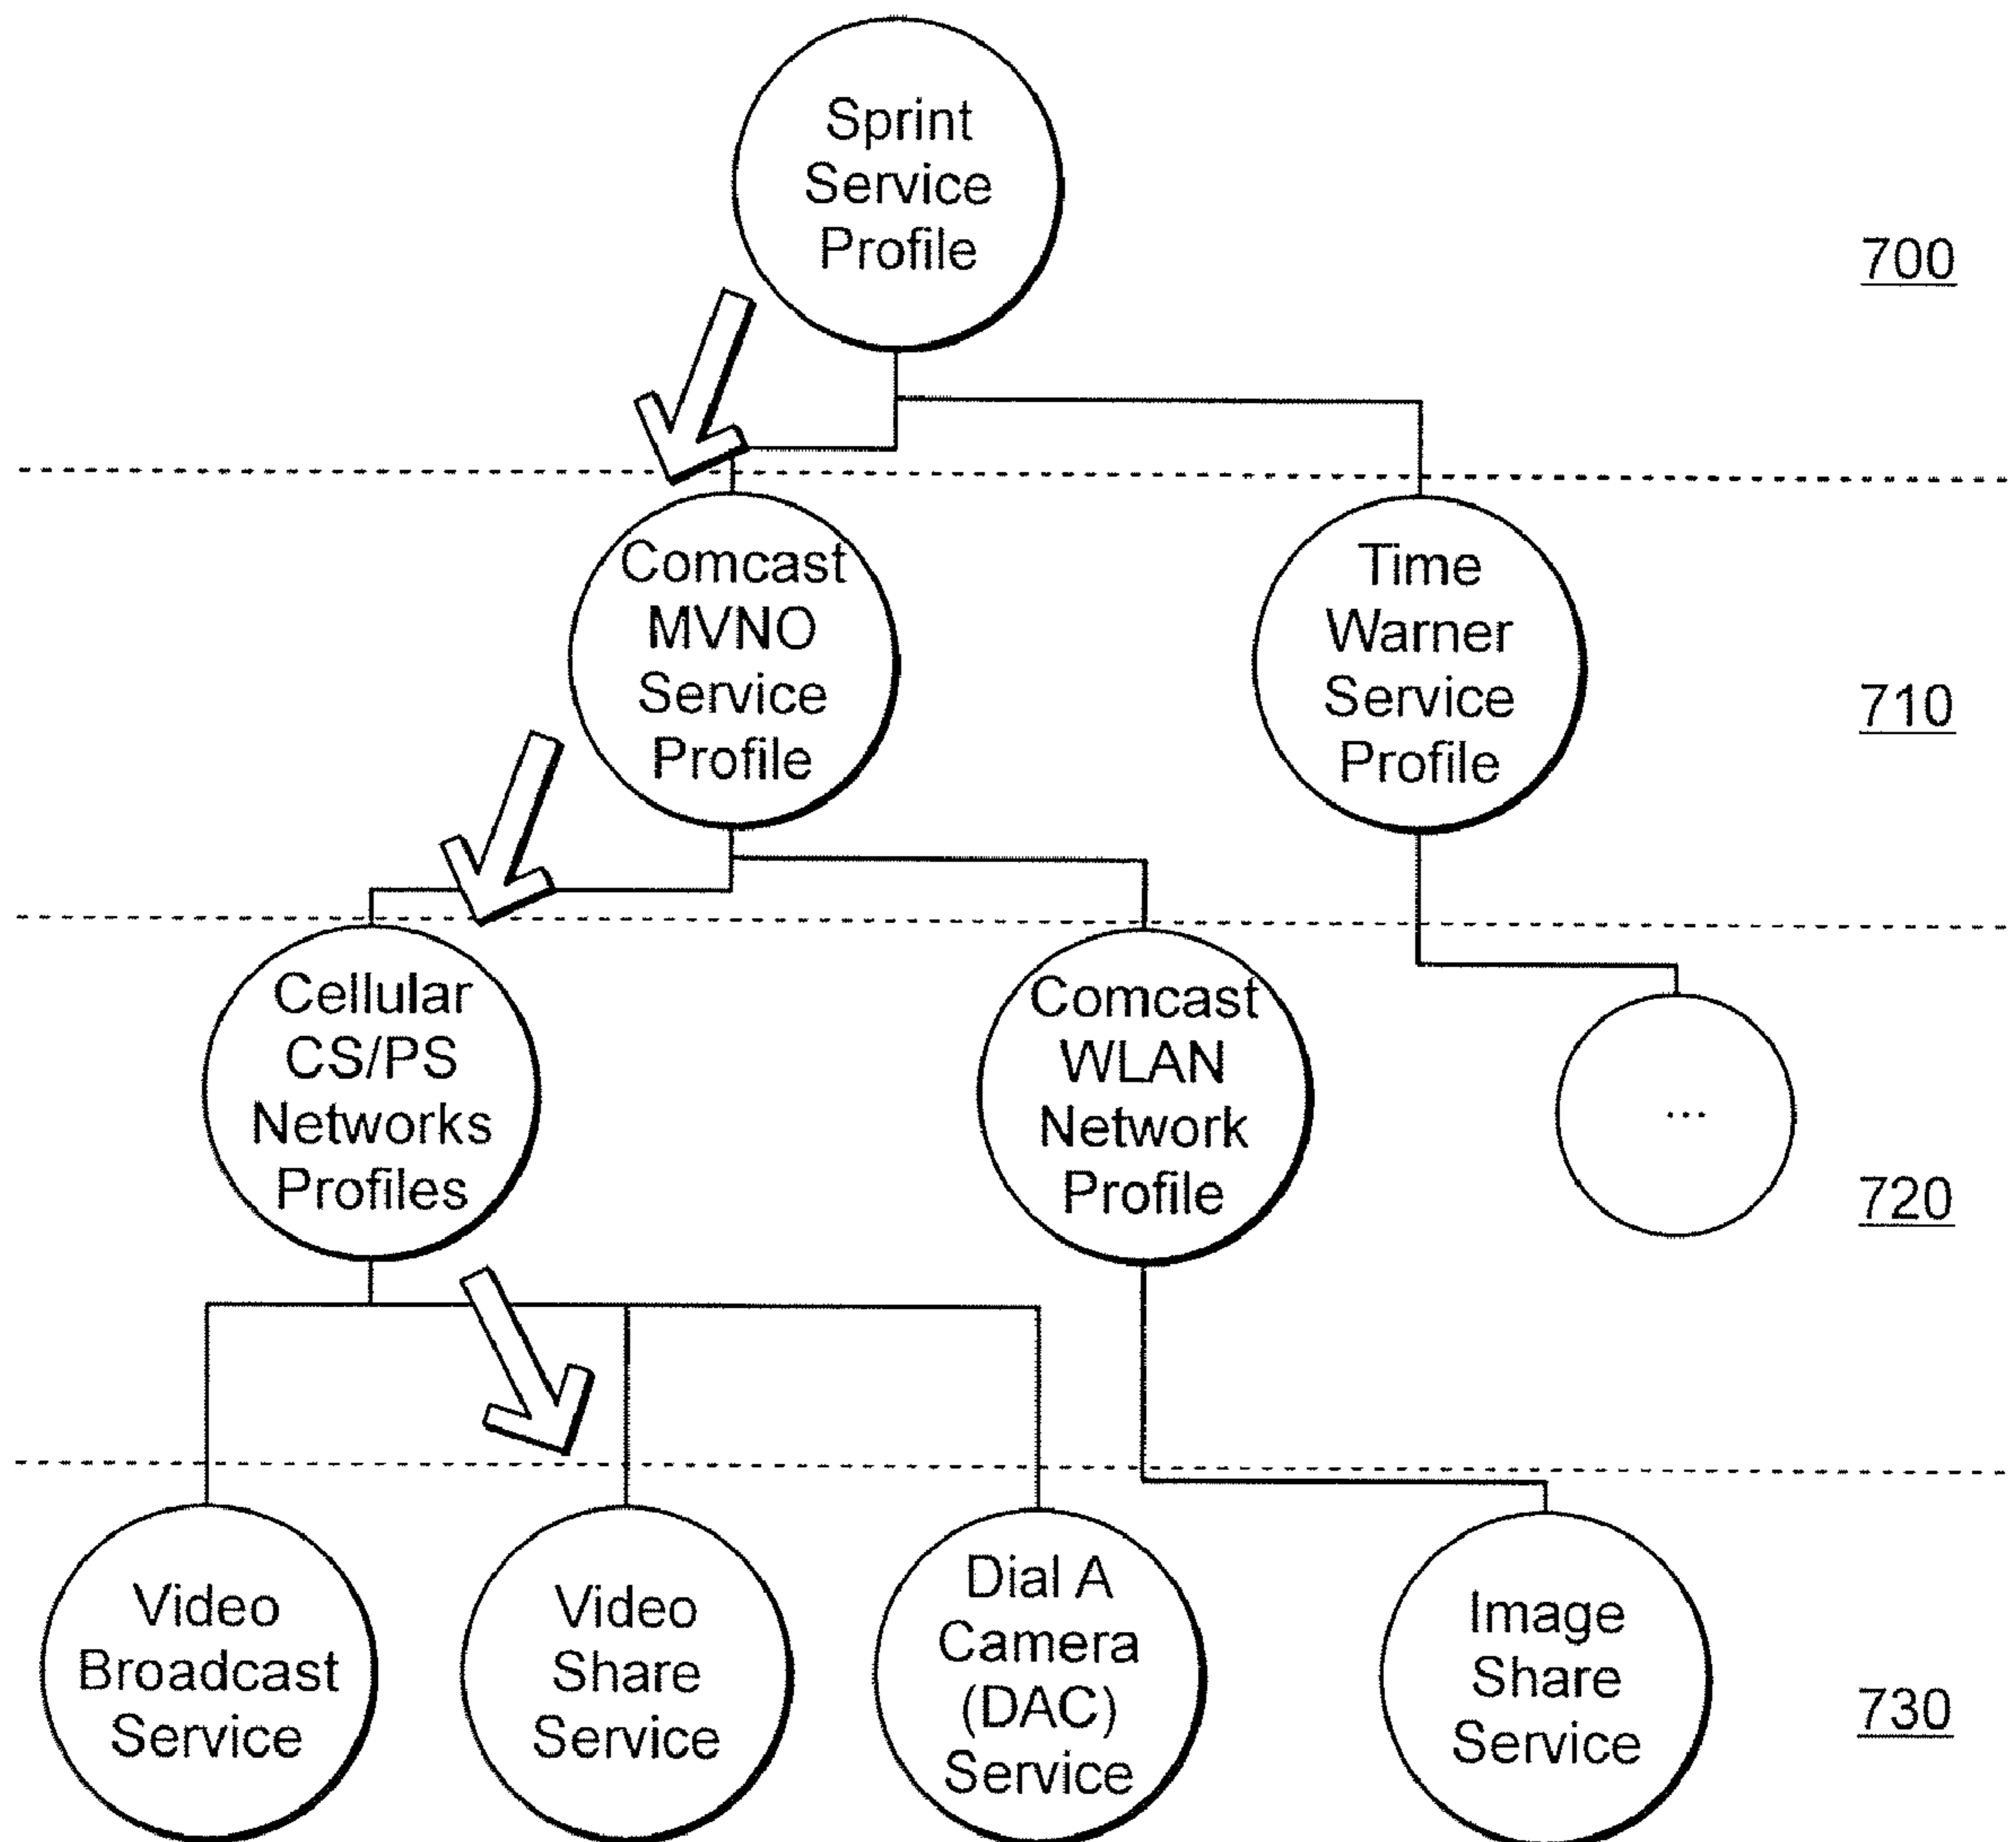 Sprint
Service
Profile
700
Comcast
MVNO
Service
Profile
Time
Warner
Service
Profile
710
Cellular
CS/PS
Networks
Profiles
Comcast
WLAN
Network
Profile
...
720
Video
Broadcast
Service
Video
Share
Service
Dial A
Camera
(DAC)
Service
Image
Share
Service
730